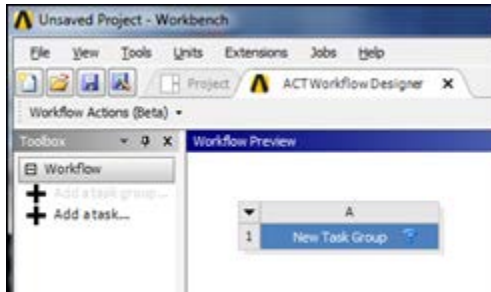 Unsaved Project - Workbench
File View Tools Units Extensions Jobs Help
Project ACT Workflow Designer
Workflow Actions (Beta)
Toolbox Workflow Preview
Workflow
Add a task group...
Add a task...
A
1 New Task Group